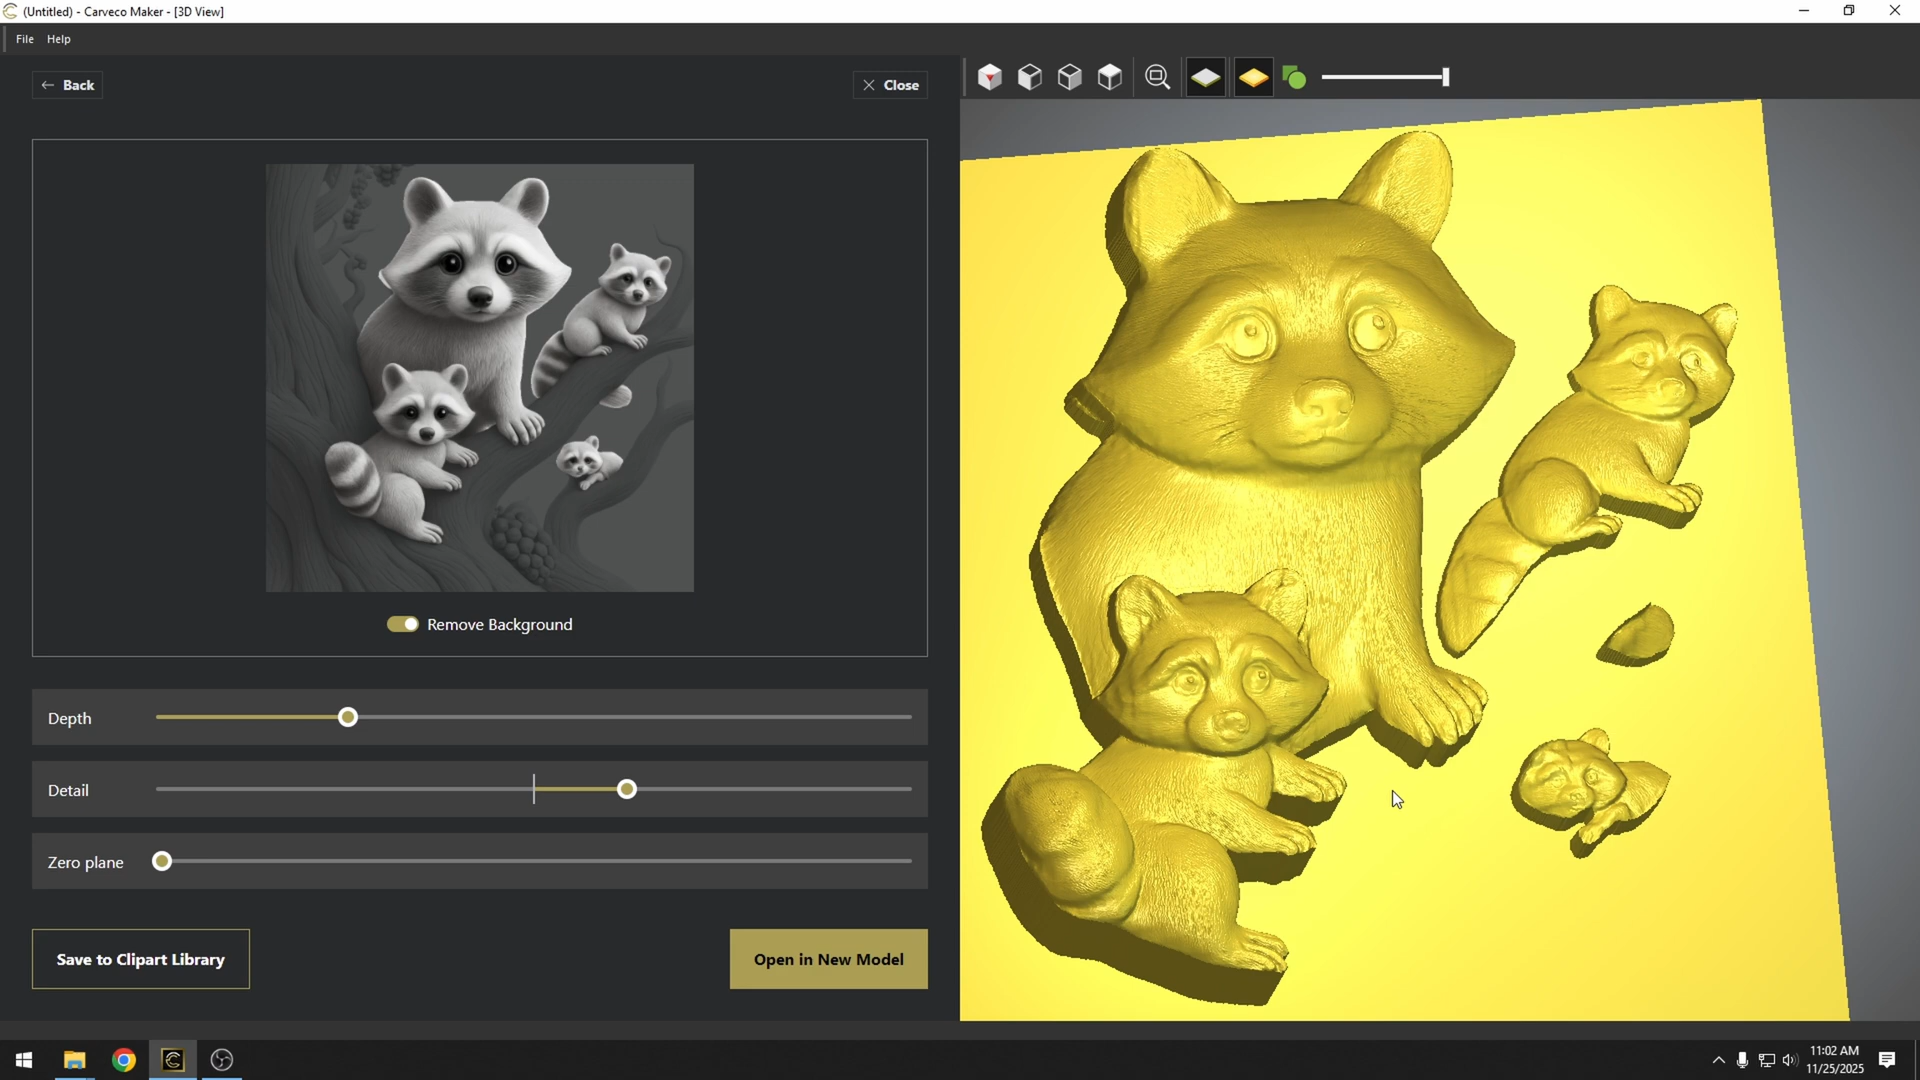 (Untitled) - Carveco Maker - [3D View]
File Help
Back
Close
Remove Background
Depth
Detail
Zero plane
Save to Clipart Library
Open in New Model
11:02 AM
11/25/2025